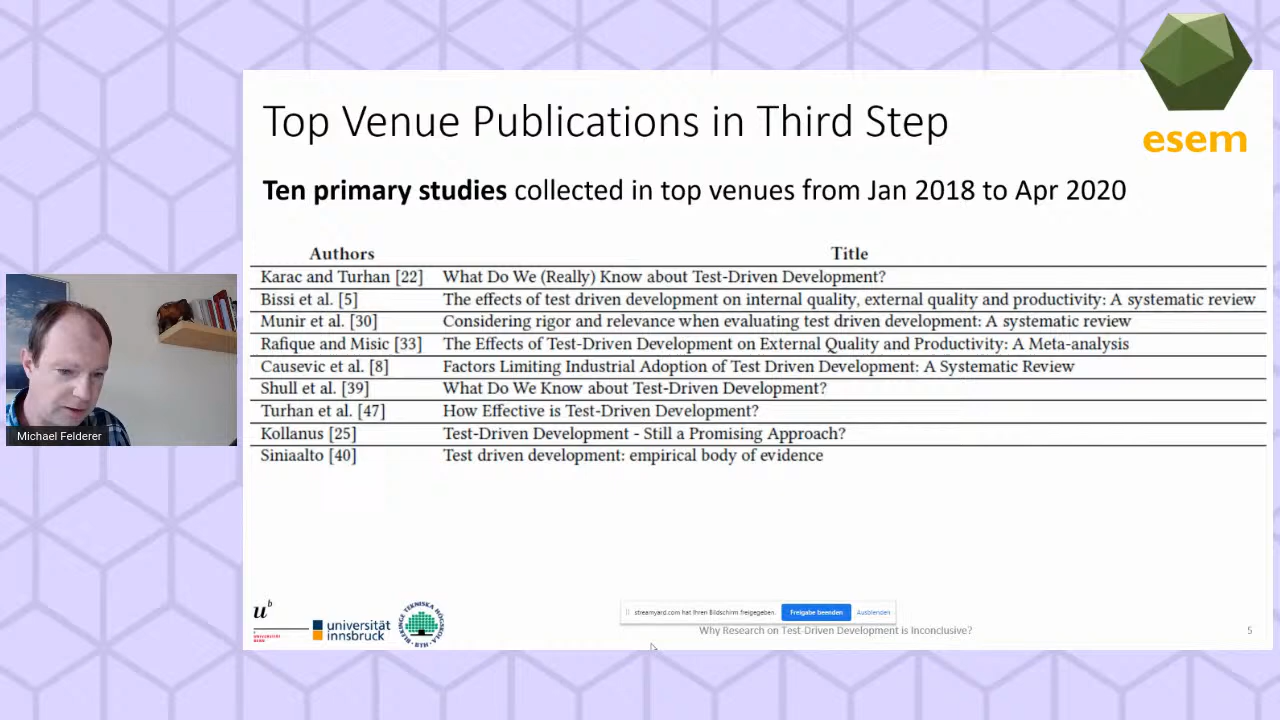 esem
Top Venue Publications in Third Step
Ten primary studies collected in top venues from Jan 2018 to Apr 2020
Authors Title
Karac and Turhan [22] What Do We (Really) Know about Test-Driven Development?
Bissi et al. [5] The effects of test driven development on internal quality, external quality and productivity: A systematic review
Munir et al. [30] Considering rigor and relevance when evaluating test driven development: A systematic review
Rafique and Misic [33] The Effects of Test-Driven Development on External Quality and Productivity: A Meta-analysis
Causevic et al. [8] Factors Limiting Industrial Adoption of Test Driven Development: A Systematic Review
Shull et al. [39] What Do We Know about Test-Driven Development?
Turhan et al. [47] How Effective is Test-Driven Development?
Kollanus [25] Test-Driven Development - Still a Promising Approach?
Siniaalto [40] Test driven development: empirical body of evidence
Michael Felderer
u b
universität
innsbruck
BLEKINGE TEKNISKA HÖGSKOLA
BTH
streamyard.com hat Ihren Bildschirm freigegeben. Freigabe beenden Ausblenden
Why Research on Test-Driven Development is Inconclusive? 5